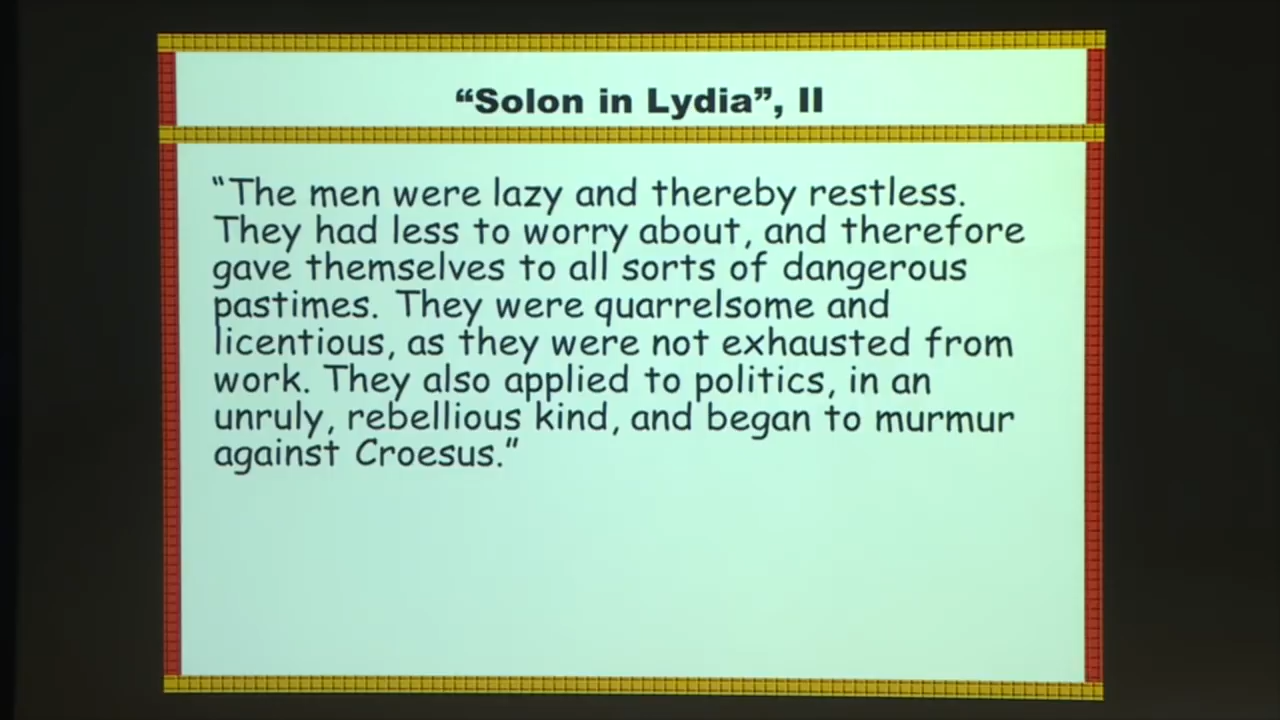 “Solon in Lydia”, II
“The men were lazy and thereby restless.
They had less to worry about, and therefore
gave themselves to all sorts of dangerous
pastimes. They were quarrelsome and
licentious, as they were not exhausted from
work. They also applied to politics, in an
unruly, rebellious kind, and began to murmur
against Croesus.”